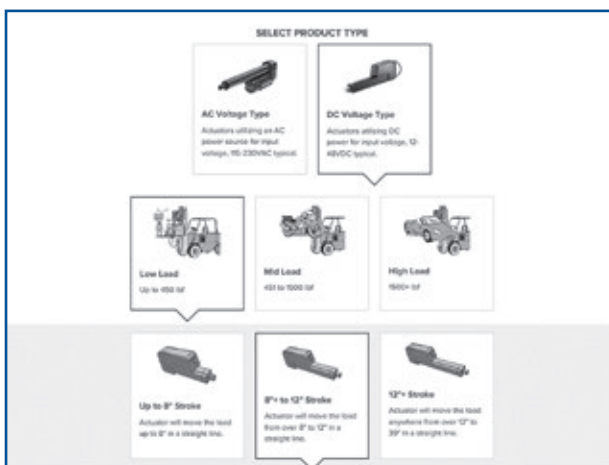 SELECT PRODUCT TYPE
AC Voltage Type
Actuators utilizing an AC
power source for input
voltage, 115-230VAC typical.
DC Voltage Type
Actuators utilizing DC
power for input voltage, 12-
48VDC typical.
Low Load
Up to 450 lbf
Mid Load
451 to 1500 lbf
High Load
1500+ lbf
Up to 8" Stroke
Actuator will move the load
up to 8" in a straight line.
8"+ to 12" Stroke
Actuator will move the load
from over 8" to 12" in a
straight line.
12"+ Stroke
Actuator will move the load
anywhere from over 12" to
39" in a straight line.